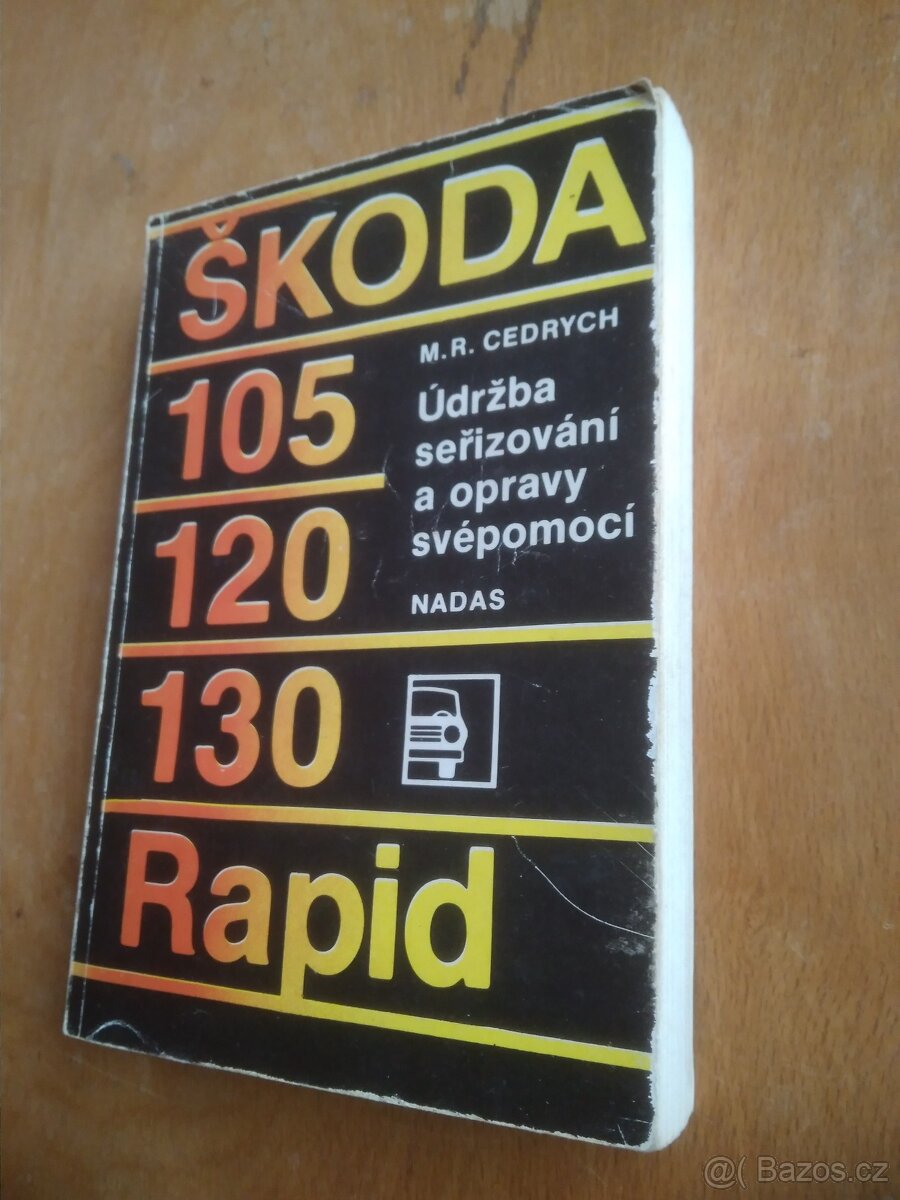 ŠKODA
105
120
130
Rapid
M.R. CEDRYCH
Údržba
seřizování
a opravy
svépomocí
NADAS
@( Bazos.cz